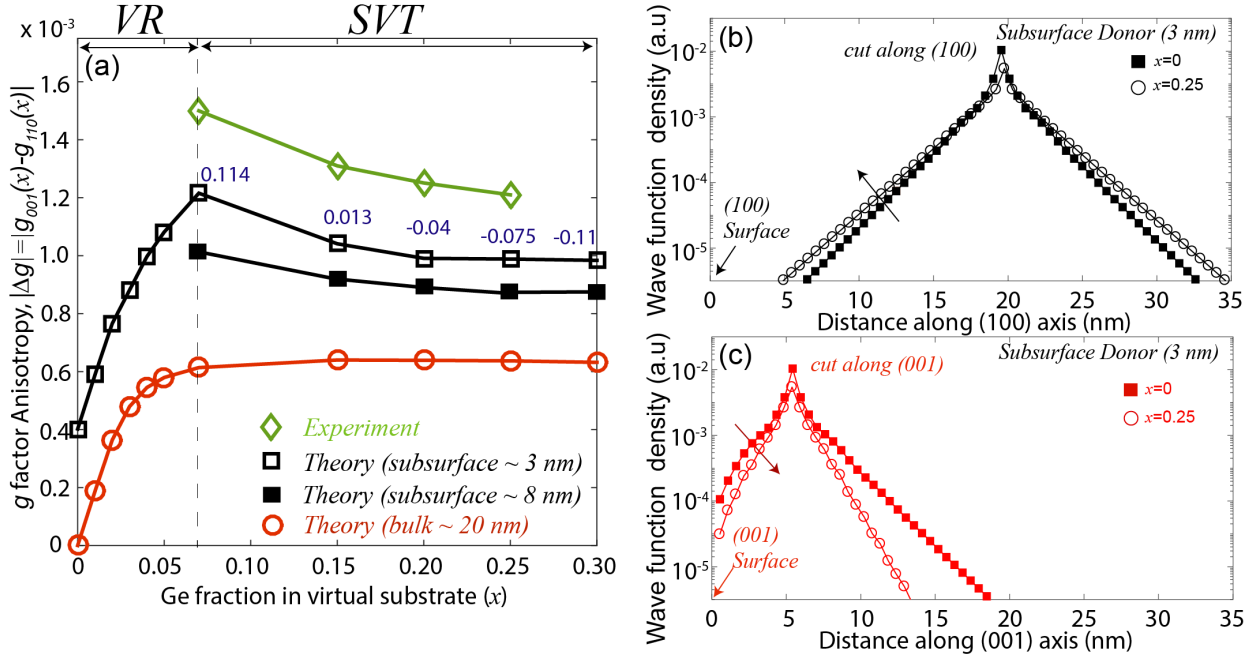 VR
SVT
x 10⁻³
(a)
1.6
1.4
1.2
1.0
0.8
0.6
0.4
0.2
0
g factor Anisotropy, |Δg| = |g₀₀₁(x)-g₁₁₀(x)|
0.114
0.013
-0.04
-0.075
-0.11
Experiment
Theory (subsurface ~ 3 nm)
Theory (subsurface ~ 8 nm)
Theory (bulk ~ 20 nm)
0
0.05
0.10
0.15
0.20
0.25
0.30
Ge fraction in virtual substrate (x)
(b)
cut along (100)
Subsurface Donor (3 nm)
x=0
x=0.25
10⁻²
10⁻³
10⁻⁴
10⁻⁵
Wave function density (a.u)
(100)
Surface
0
5
10
15
20
25
30
35
Distance along (100) axis (nm)
(c)
cut along (001)
Subsurface Donor (3 nm)
x=0
x=0.25
10⁻²
10⁻³
10⁻⁴
10⁻⁵
Wave function density (a.u)
(001)
Surface
0
5
10
15
20
25
30
35
Distance along (001) axis (nm)